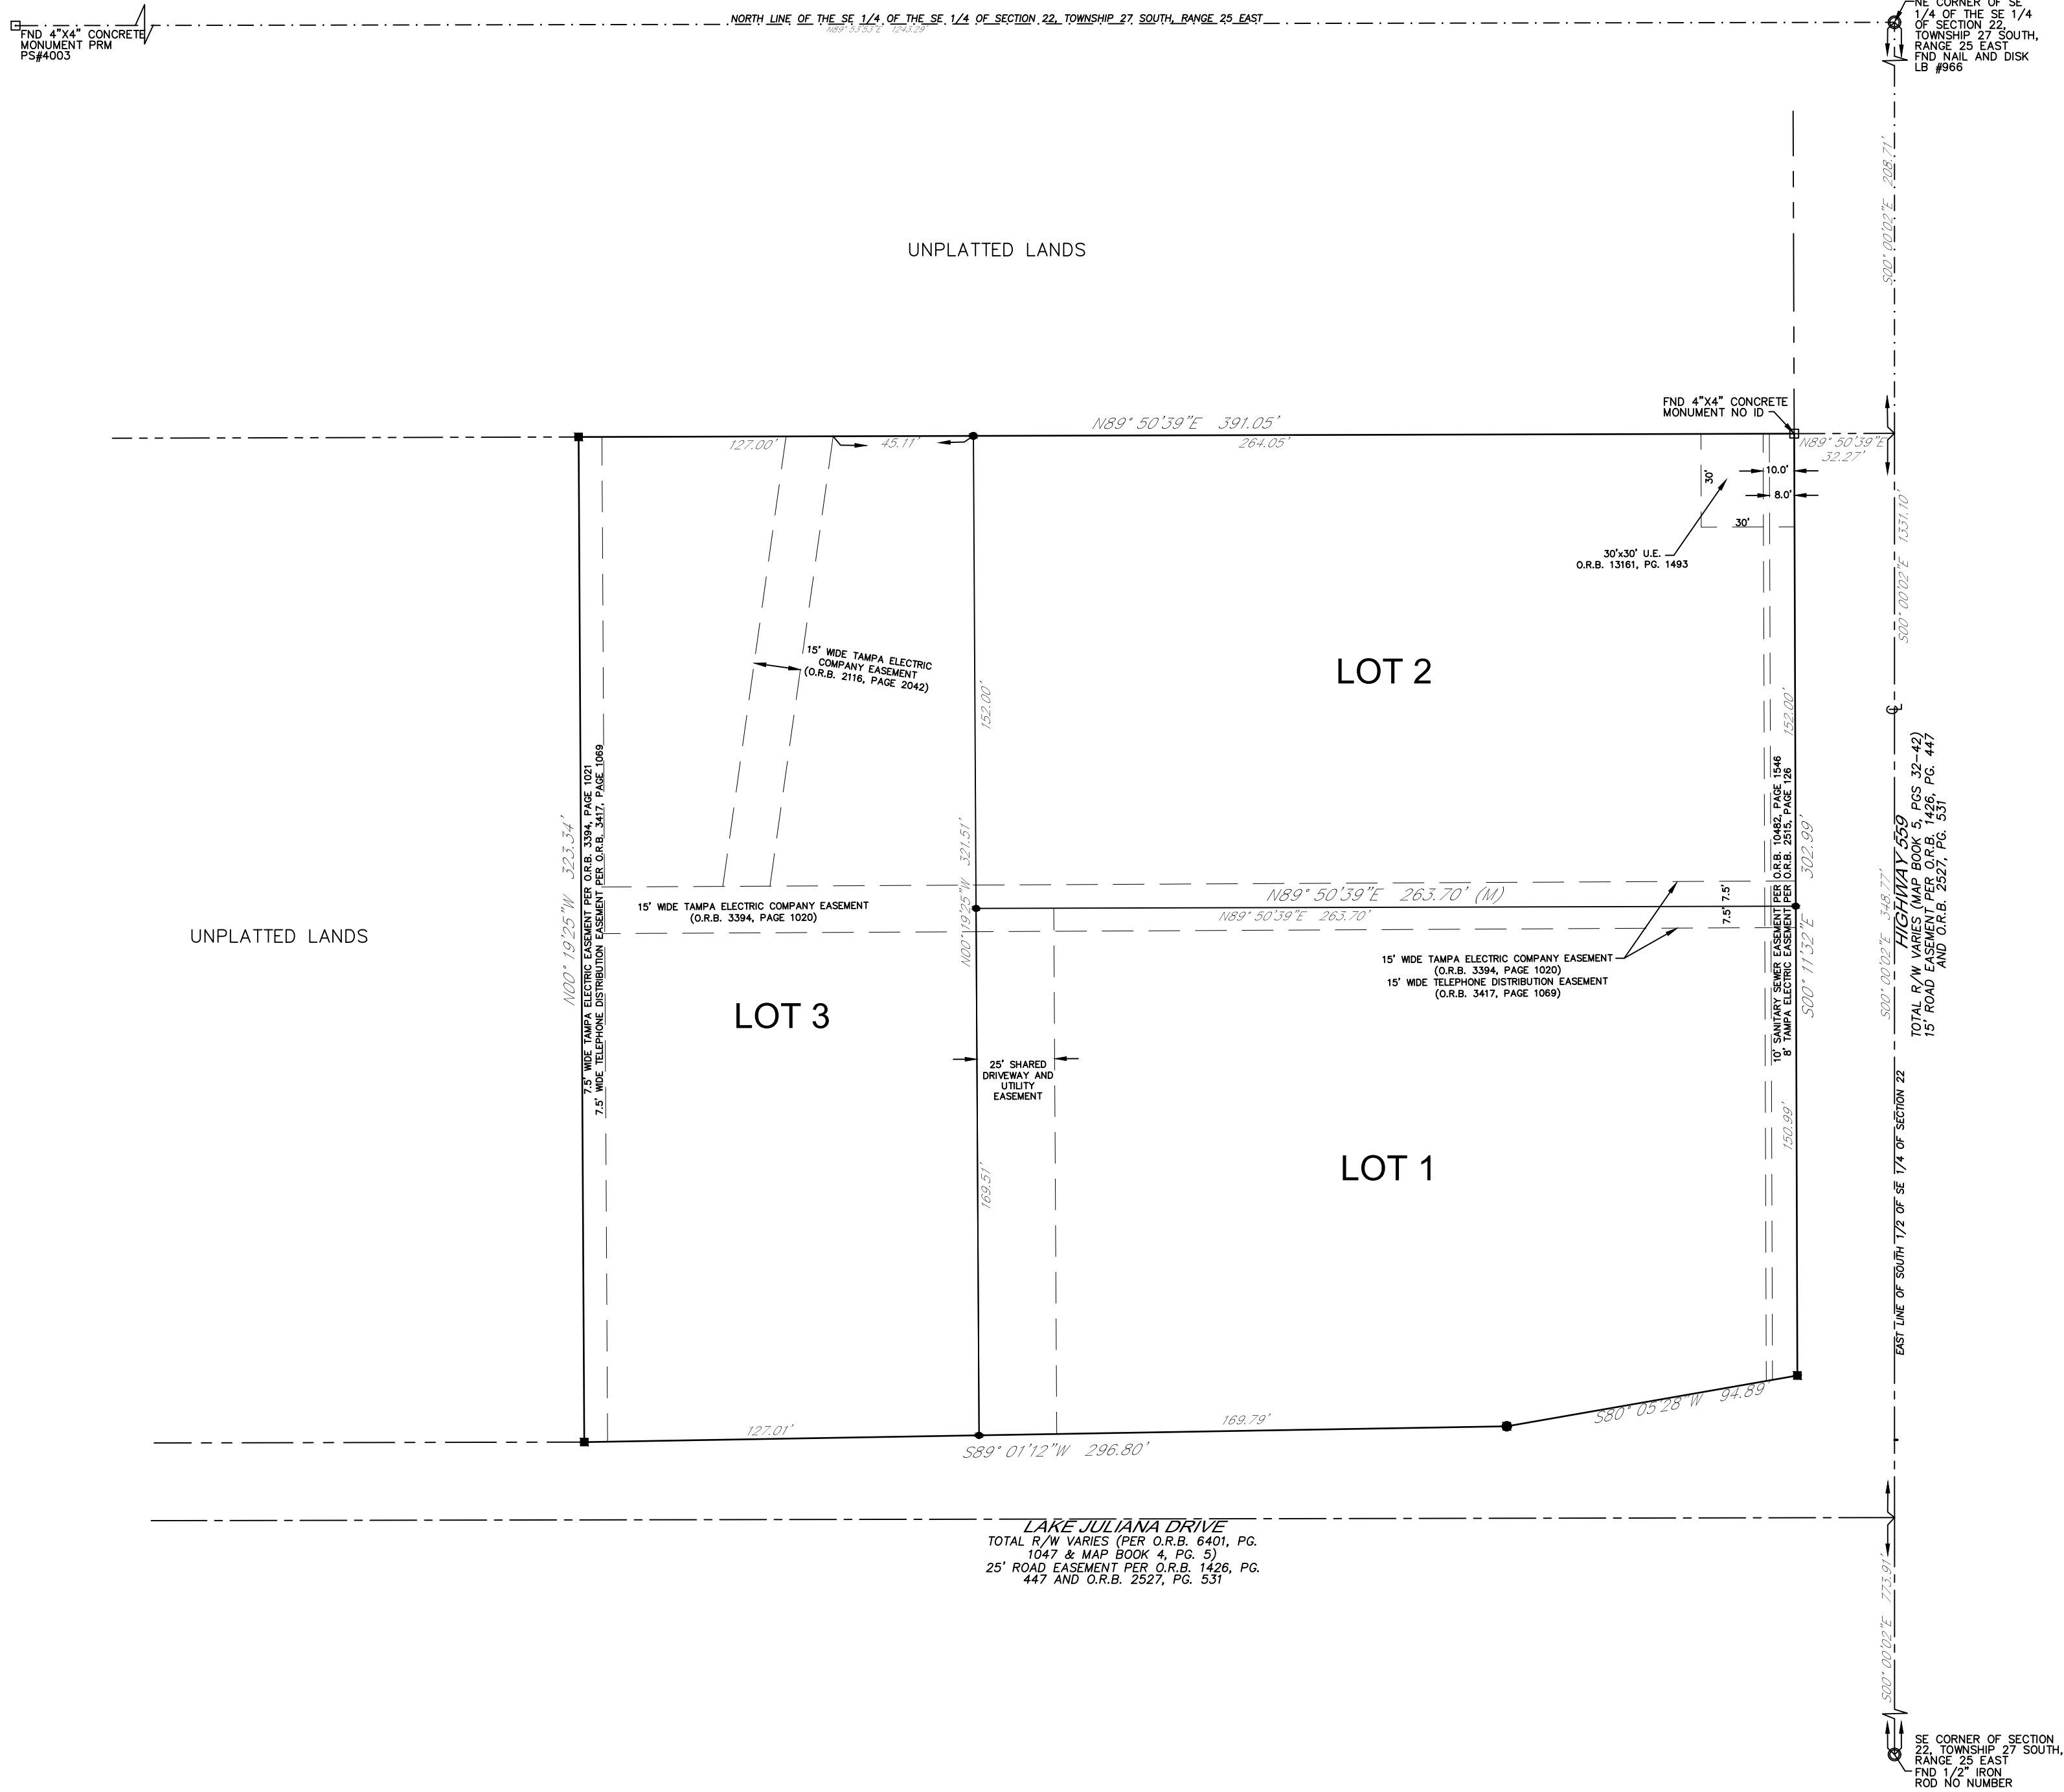 NORTH LINE OF THE SE 1/4 OF THE SE 1/4 OF SECTION 22, TOWNSHIP 27 SOUTH, RANGE 25 EAST
N89° 53'53"E 1243.29'
FND 4"X4" CONCRETE
MONUMENT PRM
PS#4003
NE CORNER OF SE
1/4 OF THE SE 1/4
OF SECTION 22,
TOWNSHIP 27 SOUTH,
RANGE 25 EAST
FND NAIL AND DISK
LB #966
S00° 00'02"E 208.71'
UNPLATTED LANDS
FND 4"X4" CONCRETE
MONUMENT NO ID
N89° 50'39"E 391.05'
127.00'
45.11'
264.05'
N89° 50'39"E
32.27'
10.0'
8.0'
30'
30'
30'x30' U.E.
O.R.B. 13161, PG. 1493
S00° 00'02"E 1331.10'
15' WIDE TAMPA ELECTRIC
COMPANY EASEMENT
(O.R.B. 2116, PAGE 2042)
LOT 2
152.00'
152.00'
℄
HIGHWAY 559
TOTAL R/W VARIES (MAP BOOK 5, PGS 32-42)
15' ROAD EASEMENT PER O.R.B. 1426, PG. 447
AND O.R.B. 2527, PG. 531
N00° 19'25"W 323.34'
7.5' WIDE TAMPA ELECTRIC EASEMENT PER O.R.B. 3394, PAGE 1021
7.5' WIDE TELEPHONE DISTRIBUTION EASEMENT PER O.R.B. 3417, PAGE 1069
N00° 19'25"W 321.51'
10' SANITARY SEWER EASEMENT PER O.R.B. 10482, PAGE 1546
8' TAMPA ELECTRIC EASEMENT PER O.R.B. 2515, PAGE 126
S00° 11'32"E 302.99'
S00° 00'02"E 348.77'
15' WIDE TAMPA ELECTRIC COMPANY EASEMENT
(O.R.B. 3394, PAGE 1020)
N89° 50'39"E 263.70' (M)
N89° 50'39"E 263.70'
7.5' 7.5'
UNPLATTED LANDS
15' WIDE TAMPA ELECTRIC COMPANY EASEMENT
(O.R.B. 3394, PAGE 1020)
15' WIDE TELEPHONE DISTRIBUTION EASEMENT
(O.R.B. 3417, PAGE 1069)
LOT 3
25' SHARED
DRIVEWAY AND
UTILITY
EASEMENT
LOT 1
169.51'
150.99'
EAST LINE OF SOUTH 1/2 OF SE 1/4 OF SECTION 22
127.01'
169.79'
S80° 05'28"W 94.89'
S89° 01'12"W 296.80'
LAKE JULIANA DRIVE
TOTAL R/W VARIES (PER O.R.B. 6401, PG.
1047 & MAP BOOK 4, PG. 5)
25' ROAD EASEMENT PER O.R.B. 1426, PG.
447 AND O.R.B. 2527, PG. 531
S00° 00'02"E 773.91'
SE CORNER OF SECTION
22, TOWNSHIP 27 SOUTH,
RANGE 25 EAST
FND 1/2" IRON
ROD NO NUMBER